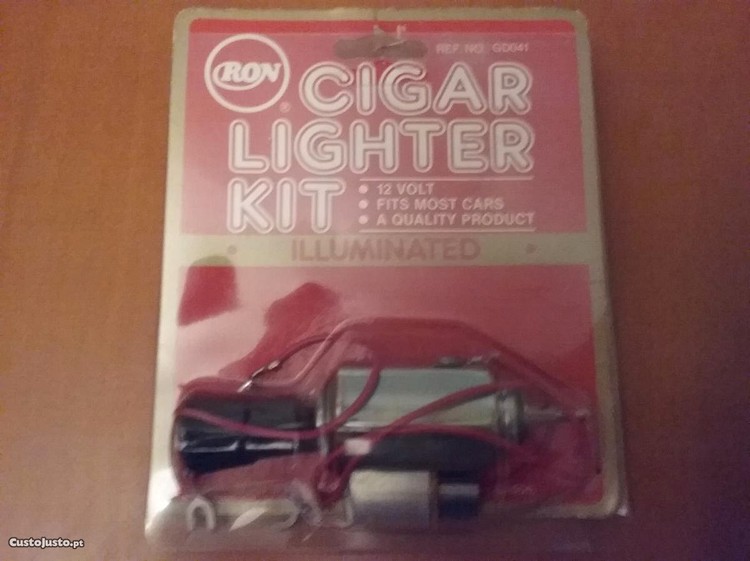 REF. NO. GD041
RON
®
CIGAR
LIGHTER
KIT
• 12 VOLT
• FITS MOST CARS
• A QUALITY PRODUCT
• ILLUMINATED •
CustoJusto.pt